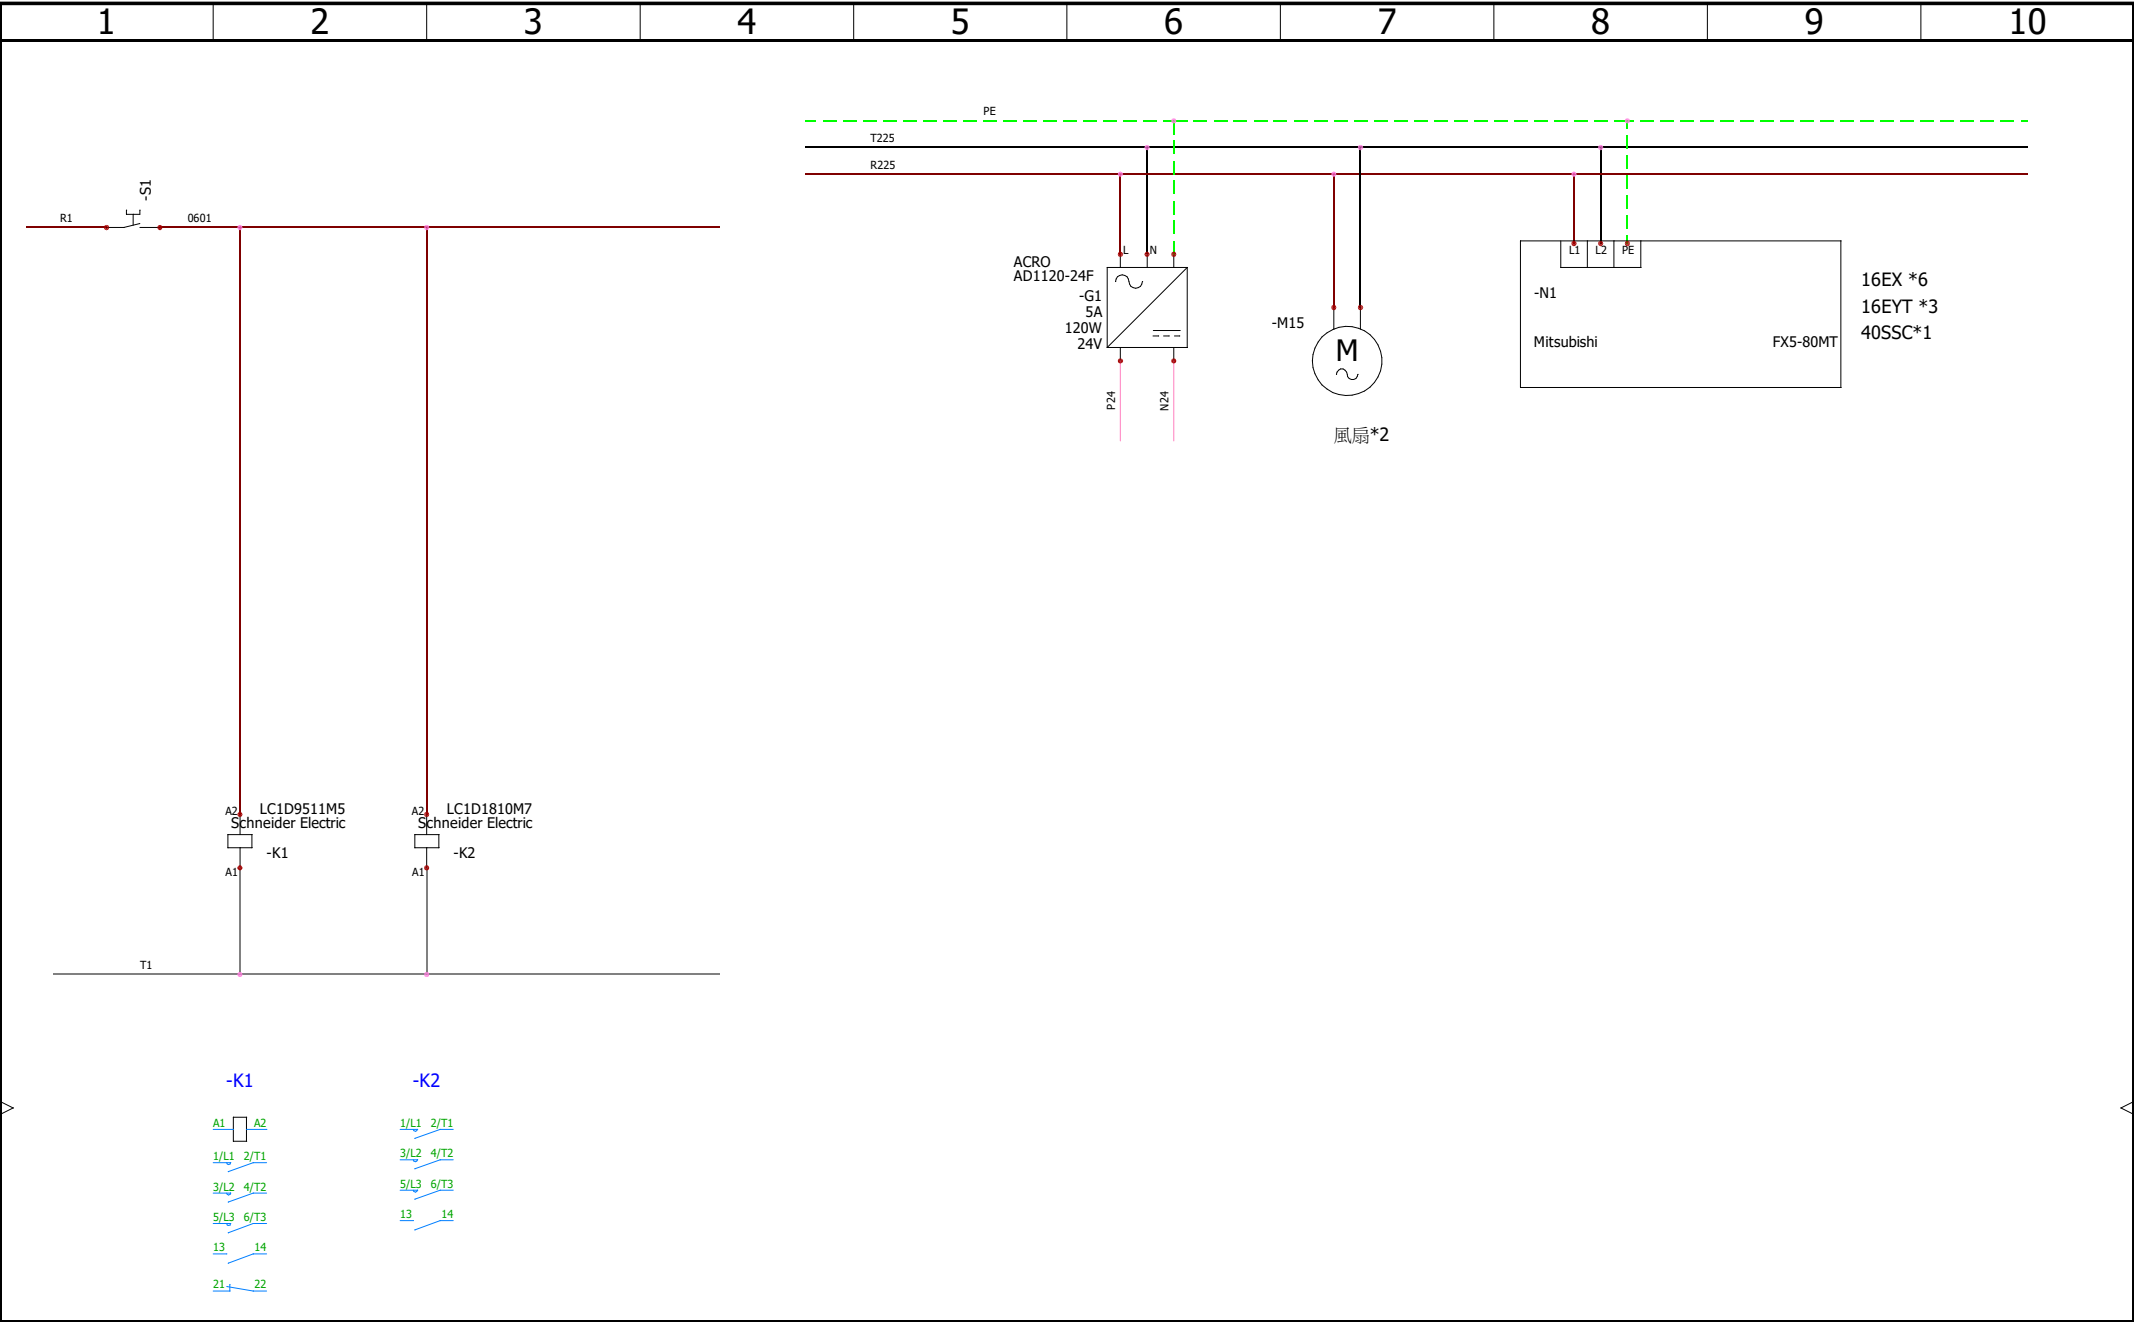 1 2 3 4 5 6 7 8 9 10
PE
T225
R225
-S1
R1
0601
L N
ACRO
AD1120-24F
-G1
5A
120W
24V
P24
N24
-M15
M
風扇*2
L1 L2 PE
-N1
Mitsubishi
FX5-80MT
16EX *6
16EYT *3
40SSC*1
A2 LC1D9511M5
Schneider Electric
-K1
A1
A2 LC1D1810M7
Schneider Electric
-K2
A1
T1
-K1
A1 A2
1/L1 2/T1
3/L2 4/T2
5/L3 6/T3
13 14
21 22
-K2
1/L1 2/T1
3/L2 4/T2
5/L3 6/T3
13 14